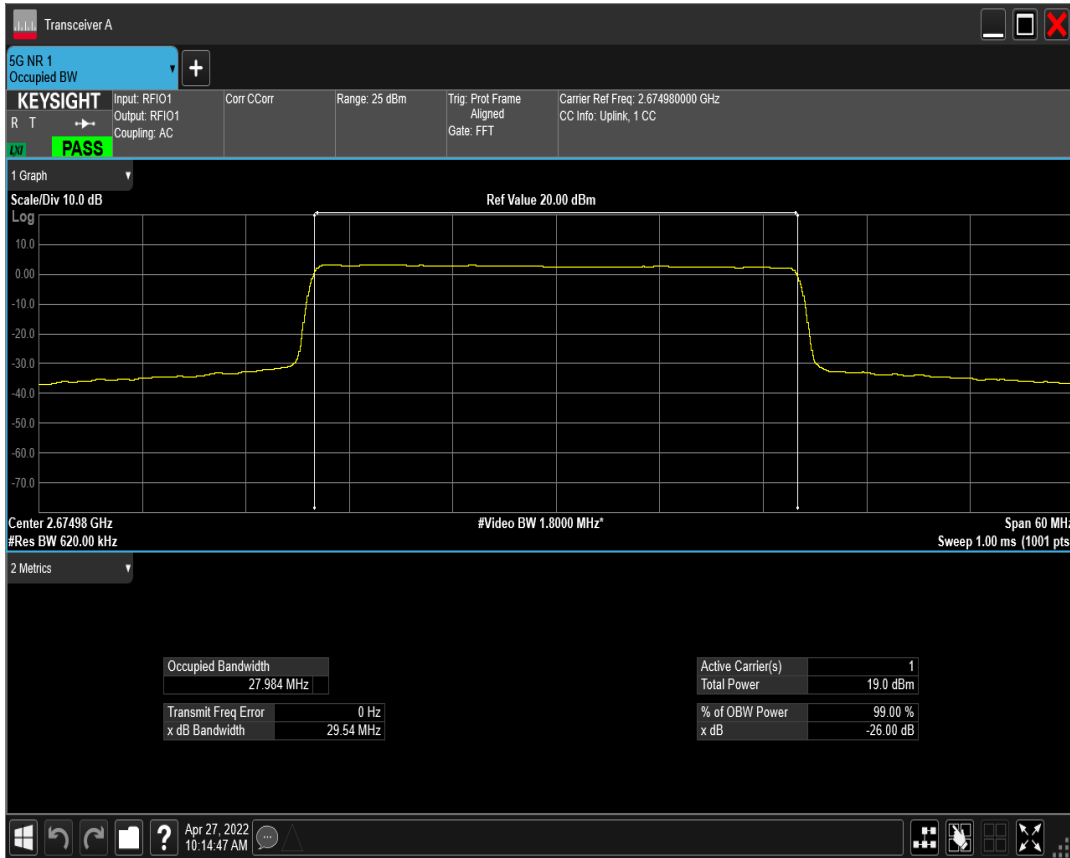 Transceiver A
5G NR 1
Occupied BW
KEYSIGHT
R T
LXI
PASS
Input: RFIO1
Output: RFIO1
Coupling: AC
Corr CCorr
Range: 25 dBm
Trig: Prot Frame
Aligned
Gate: FFT
Carrier Ref Freq: 2.674980000 GHz
CC Info: Uplink, 1 CC
1 Graph
Scale/Div 10.0 dB
Ref Value 20.00 dBm
Log
10.0
0.00
-10.0
-20.0
-30.0
-40.0
-50.0
-60.0
-70.0
Center 2.67498 GHz
#Video BW 1.8000 MHz*
Span 60 MHz
#Res BW 620.00 kHz
Sweep 1.00 ms (1001 pts
2 Metrics
Occupied Bandwidth
27.984 MHz
Transmit Freq Error 0 Hz
x dB Bandwidth 29.54 MHz
Active Carrier(s) 1
Total Power 19.0 dBm
% of OBW Power 99.00 %
x dB -26.00 dB
?
Apr 27, 2022
10:14:47 AM